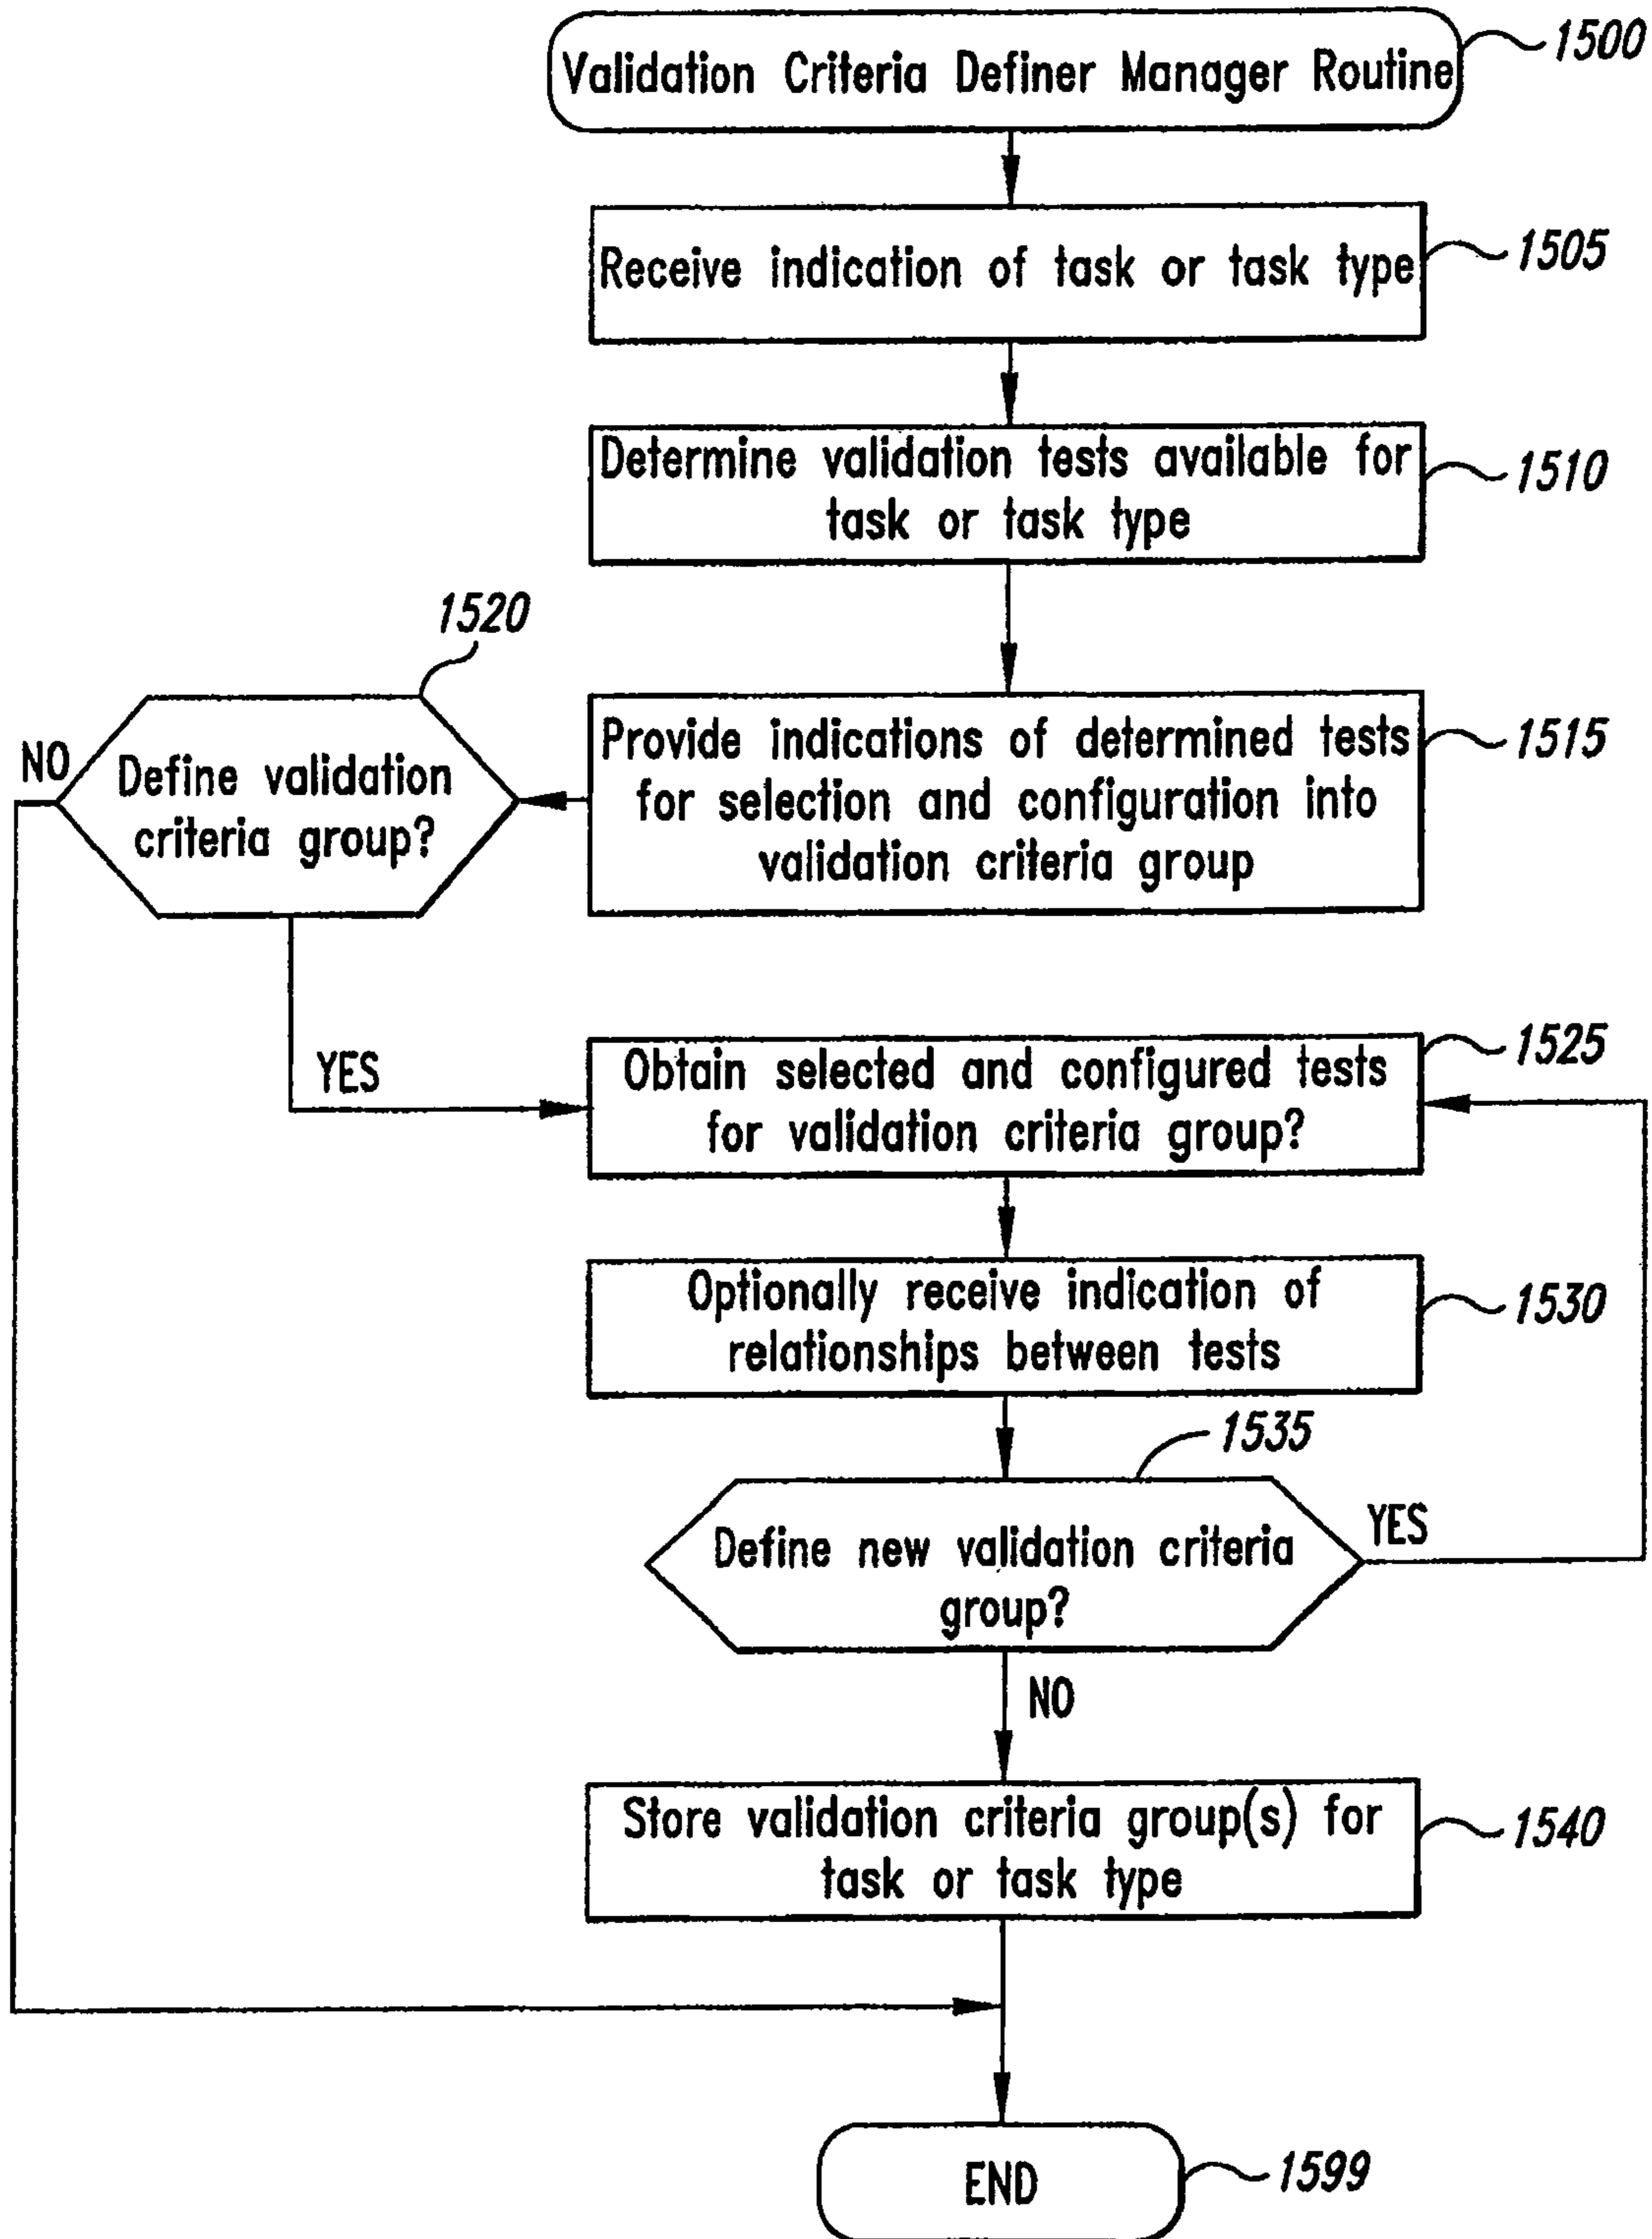 Validation Criteria Definer Manager Routine
1500
Receive indication of task or task type
1505
Determine validation tests available for
task or task type
1510
1520
Define validation
criteria group?
NO
YES
Provide indications of determined tests
for selection and configuration into
validation criteria group
1515
Obtain selected and configured tests
for validation criteria group?
1525
Optionally receive indication of
relationships between tests
1530
1535
Define new validation criteria
group?
YES
NO
Store validation criteria group(s) for
task or task type
1540
END
1599